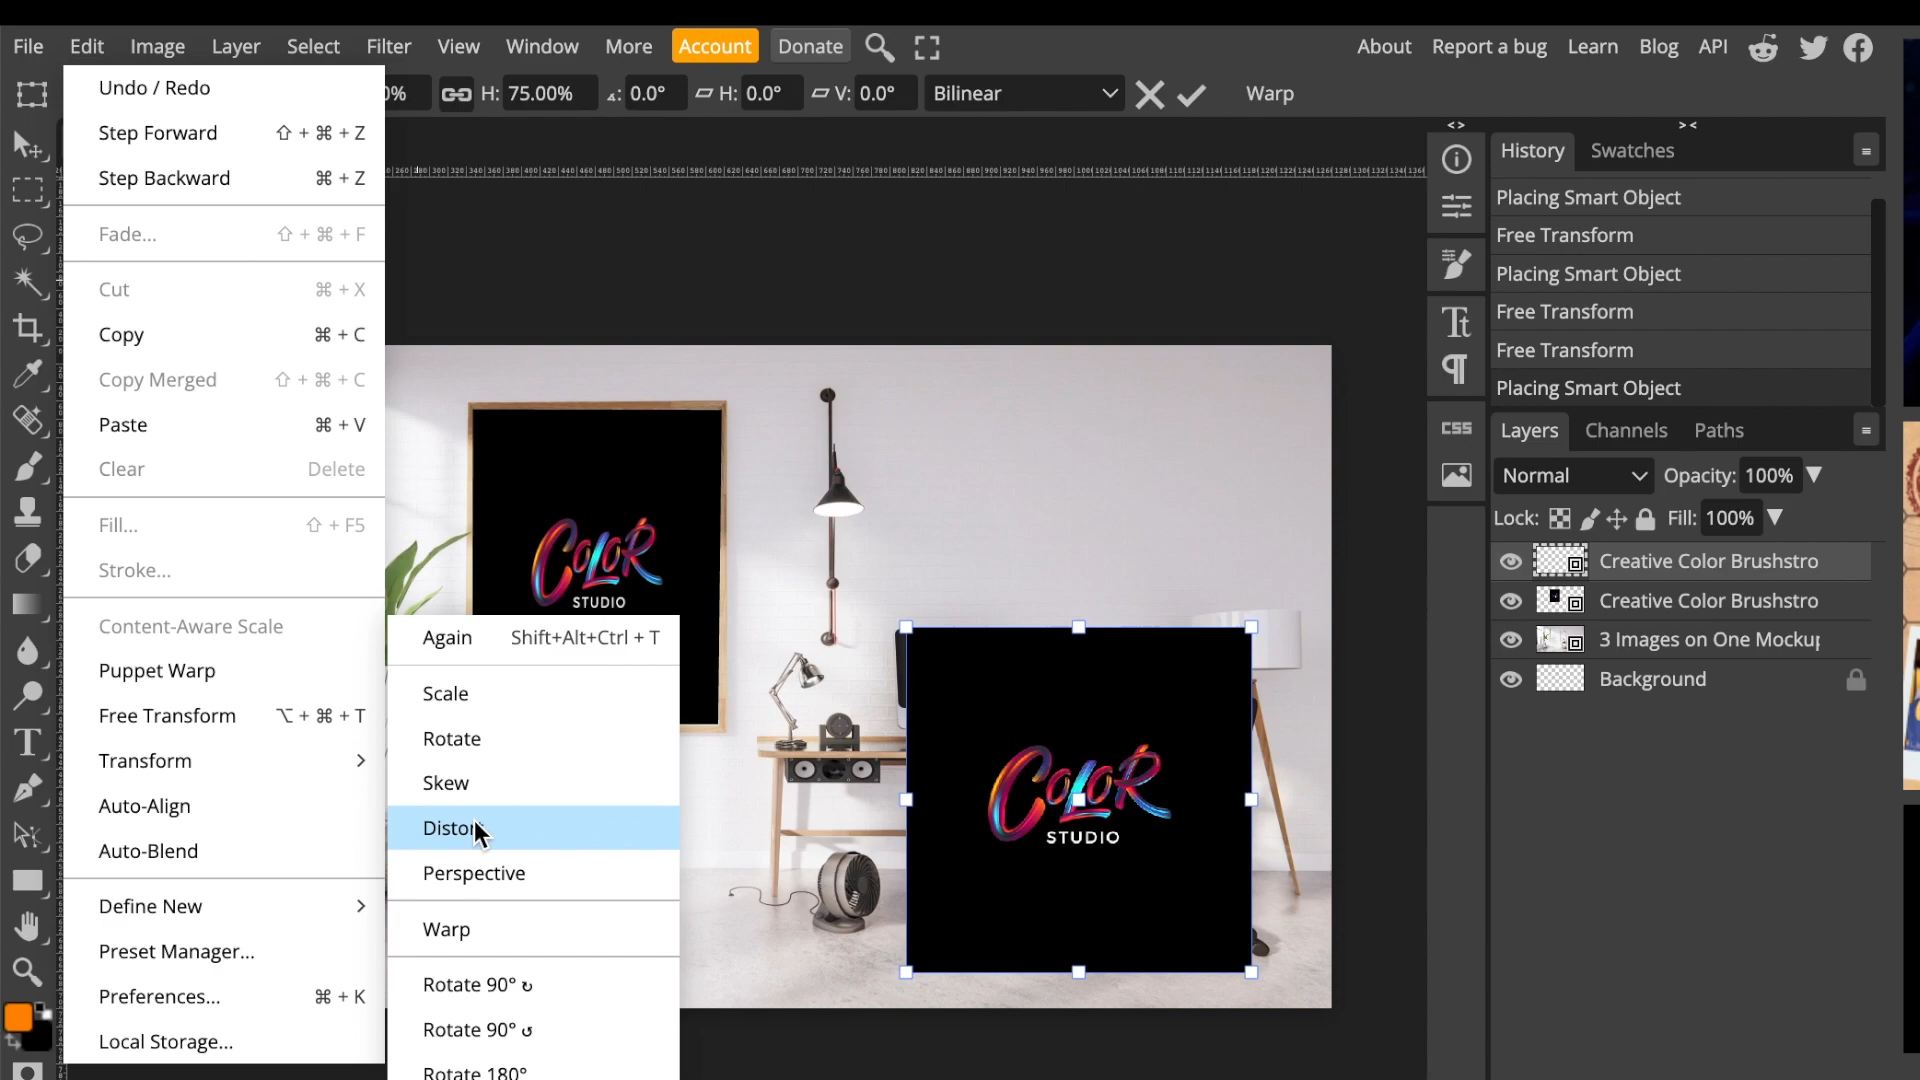 File Edit Image Layer Select Filter View Window More Account Donate About Report a bug Learn Blog API
0% H: 75.00% 0.0° H: 0.0° V: 0.0° Bilinear Warp
Undo / Redo
Step Forward ⇧ + ⌘ + Z
Step Backward ⌘ + Z
Fade... ⇧ + ⌘ + F
Cut ⌘ + X
Copy ⌘ + C
Copy Merged ⇧ + ⌘ + C
Paste ⌘ + V
Clear Delete
Fill... ⇧ + F5
Stroke...
Content-Aware Scale
Puppet Warp
Free Transform ⌥ + ⌘ + T
Transform >
Auto-Align
Auto-Blend
Define New >
Preset Manager...
Preferences... ⌘ + K
Local Storage...
Again Shift+Alt+Ctrl + T
Scale
Rotate
Skew
Distort
Perspective
Warp
Rotate 90° ↻
Rotate 90° ↺
Rotate 180°
COLOR
STUDIO
COLOR
STUDIO
< > > <
Tt
¶
CSS
History Swatches
Placing Smart Object
Free Transform
Placing Smart Object
Free Transform
Free Transform
Placing Smart Object
Layers Channels Paths
Normal Opacity: 100%
Lock: Fill: 100%
Creative Color Brushstro
Creative Color Brushstro
3 Images on One Mockup
Background